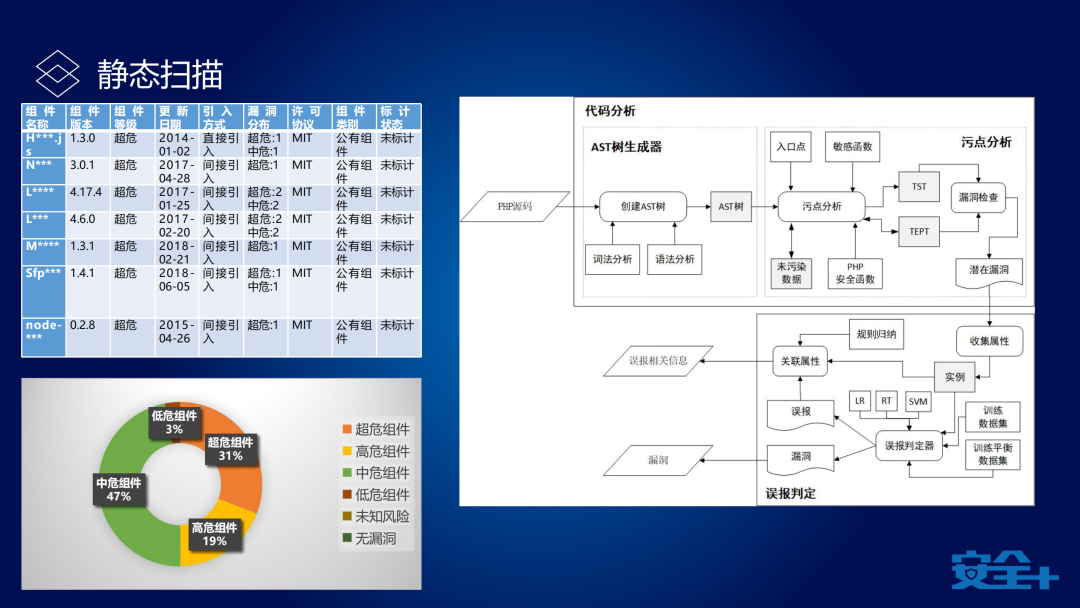 静态扫描
组件名称 组件版本 组件等级 更新日期 引入方式 漏洞分布 许可协议 组件类别 标计状态
H***.js 1.3.0 超危 2014-01-02 直接引入 超危:1 中危:1 MIT 公有组件 未标计
N*** 3.0.1 超危 2017-04-28 间接引入 超危:1 MIT 公有组件 未标计
L**** 4.17.4 超危 2017-01-25 间接引入 超危:2 中危:2 MIT 公有组件 未标计
L*** 4.6.0 超危 2017-02-20 间接引入 超危:2 中危:2 MIT 公有组件 未标计
M**** 1.3.1 超危 2018-02-21 间接引入 超危:1 MIT 公有组件 未标计
Sfp*** 1.4.1 超危 2018-06-05 间接引入 超危:1 中危:1 MIT 公有组件 未标计
node-*** 0.2.8 超危 2015-04-26 间接引入 超危:1 MIT 公有组件 未标计
低危组件
3%
超危组件
31%
中危组件
47%
高危组件
19%
超危组件
高危组件
中危组件
低危组件
未知风险
无漏洞
代码分析
AST树生成器
污点分析
入口点
敏感函数
PHP源码
创建AST树
AST树
污点分析
TST
TEPT
漏洞检查
词法分析
语法分析
未污染
数据
PHP
安全函数
潜在漏洞
规则归纳
收集属性
误报相关信息
关联属性
实例
误报
LR
RT
SVM
训练
数据集
漏洞
漏洞
误报判定器
训练平衡
数据集
误报判定
安全+